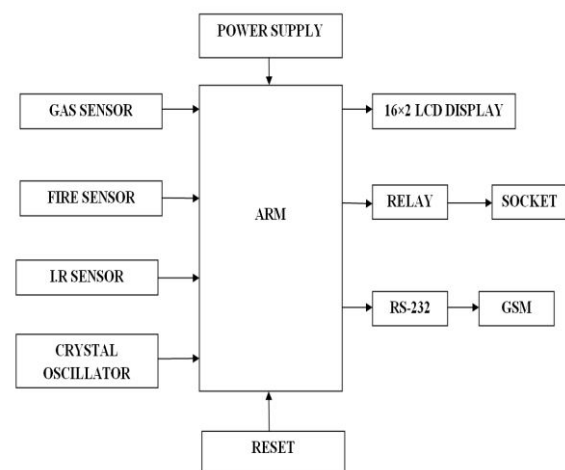 POWER SUPPLY
GAS SENSOR
16×2 LCD DISPLAY
FIRE SENSOR
ARM
RELAY
SOCKET
I.R SENSOR
RS-232
GSM
CRYSTAL
OSCILLATOR
RESET